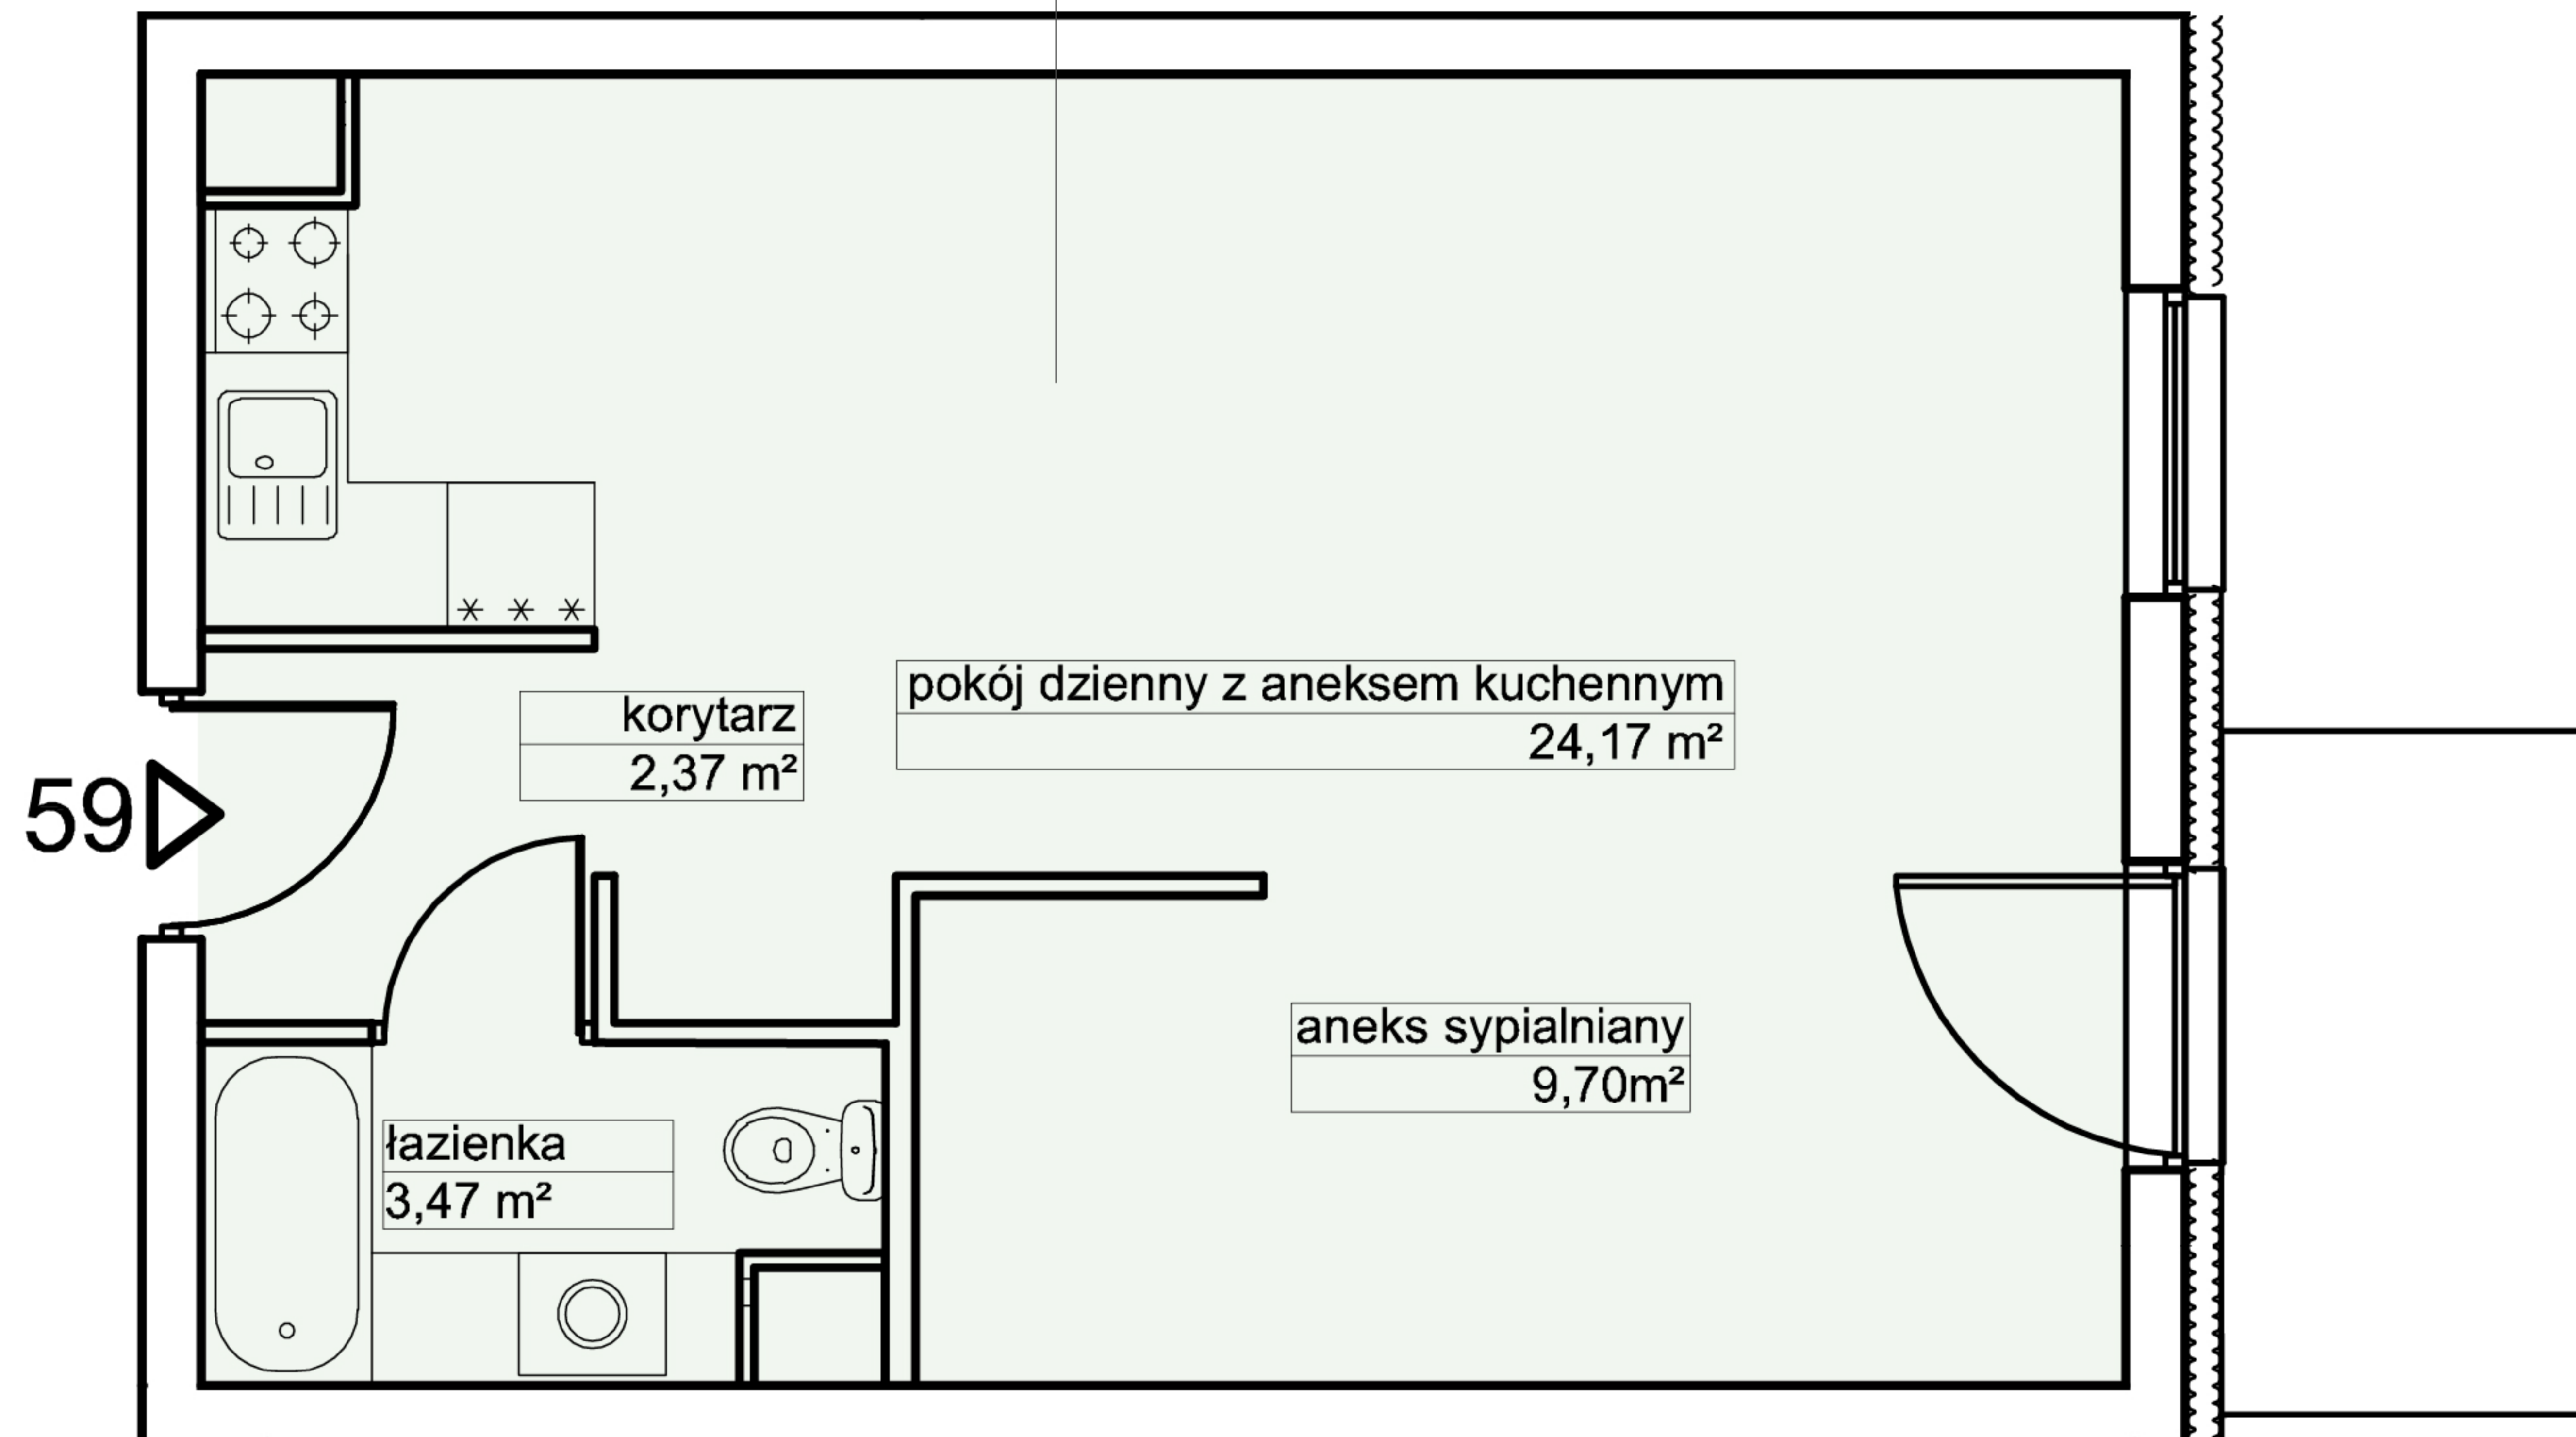 pokój dzienny z aneksem kuchennym
24,17 m²
korytarz
2,37 m²
59
aneks sypialniany
9,70m²
łazienka
3,47 m²